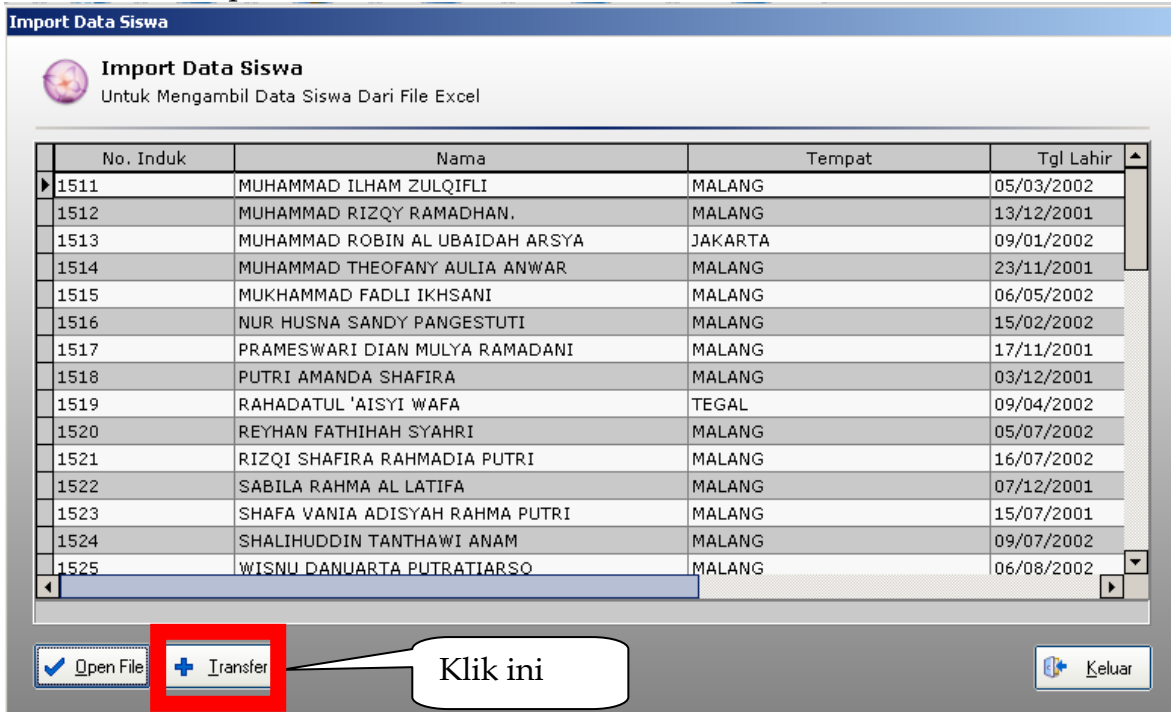 Import Data Siswa
Import Data Siswa
Untuk Mengambil Data Siswa Dari File Excel
No. Induk Nama Tempat Tgl Lahir
1511 MUHAMMAD ILHAM ZULQIFLI MALANG 05/03/2002
1512 MUHAMMAD RIZQY RAMADHAN. MALANG 13/12/2001
1513 MUHAMMAD ROBIN AL UBAIDAH ARSYA JAKARTA 09/01/2002
1514 MUHAMMAD THEOFANY AULIA ANWAR MALANG 23/11/2001
1515 MUKHAMMAD FADLI IKHSANI MALANG 06/05/2002
1516 NUR HUSNA SANDY PANGESTUTI MALANG 15/02/2002
1517 PRAMESWARI DIAN MULYA RAMADANI MALANG 17/11/2001
1518 PUTRI AMANDA SHAFIRA MALANG 03/12/2001
1519 RAHADATUL 'AISYI WAFA TEGAL 09/04/2002
1520 REYHAN FATHIHAH SYAHRI MALANG 05/07/2002
1521 RIZQI SHAFIRA RAHMADIA PUTRI MALANG 16/07/2002
1522 SABILA RAHMA AL LATIFA MALANG 07/12/2001
1523 SHAFA VANIA ADISYAH RAHMA PUTRI MALANG 15/07/2001
1524 SHALIHUDDIN TANTHAWI ANAM MALANG 09/07/2002
1525 WISNU DANUARTA PUTRATIARSO MALANG 06/08/2002
Open File Transfer Klik ini Keluar